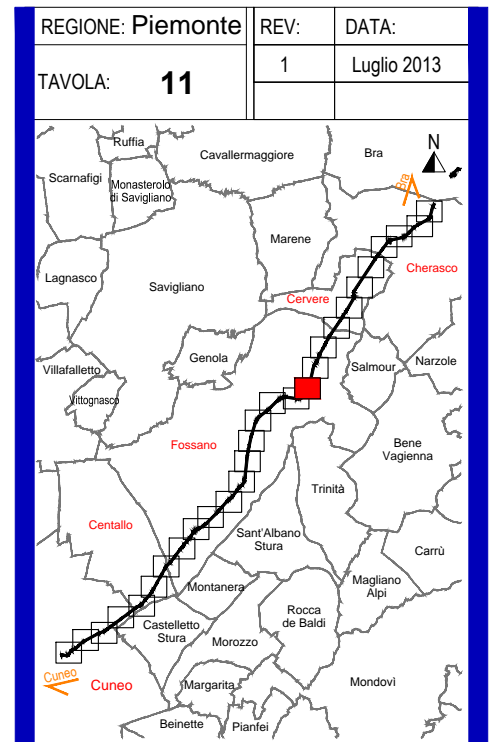 REGIONE: Piemonte
REV:
DATA:
TAVOLA: 11
1
Luglio 2013
Ruffia
Cavallermaggiore
Bra
N
Scarnafigi
Monasterolo
di Savigliano
Bra
Marene
Cherasco
Lagnasco
Savigliano
Cervere
Genola
Salmour
Narzole
Villafalletto
Vittognasco
Fossano
Bene
Vagienna
Trinità
Centallo
Sant'Albano
Stura
Carrù
Montanera
Magliano
Alpi
Rocca
de Baldi
Castelletto
Stura
Morozzo
Cuneo
Cuneo
Margarita
Mondovì
Beinette
Pianfei